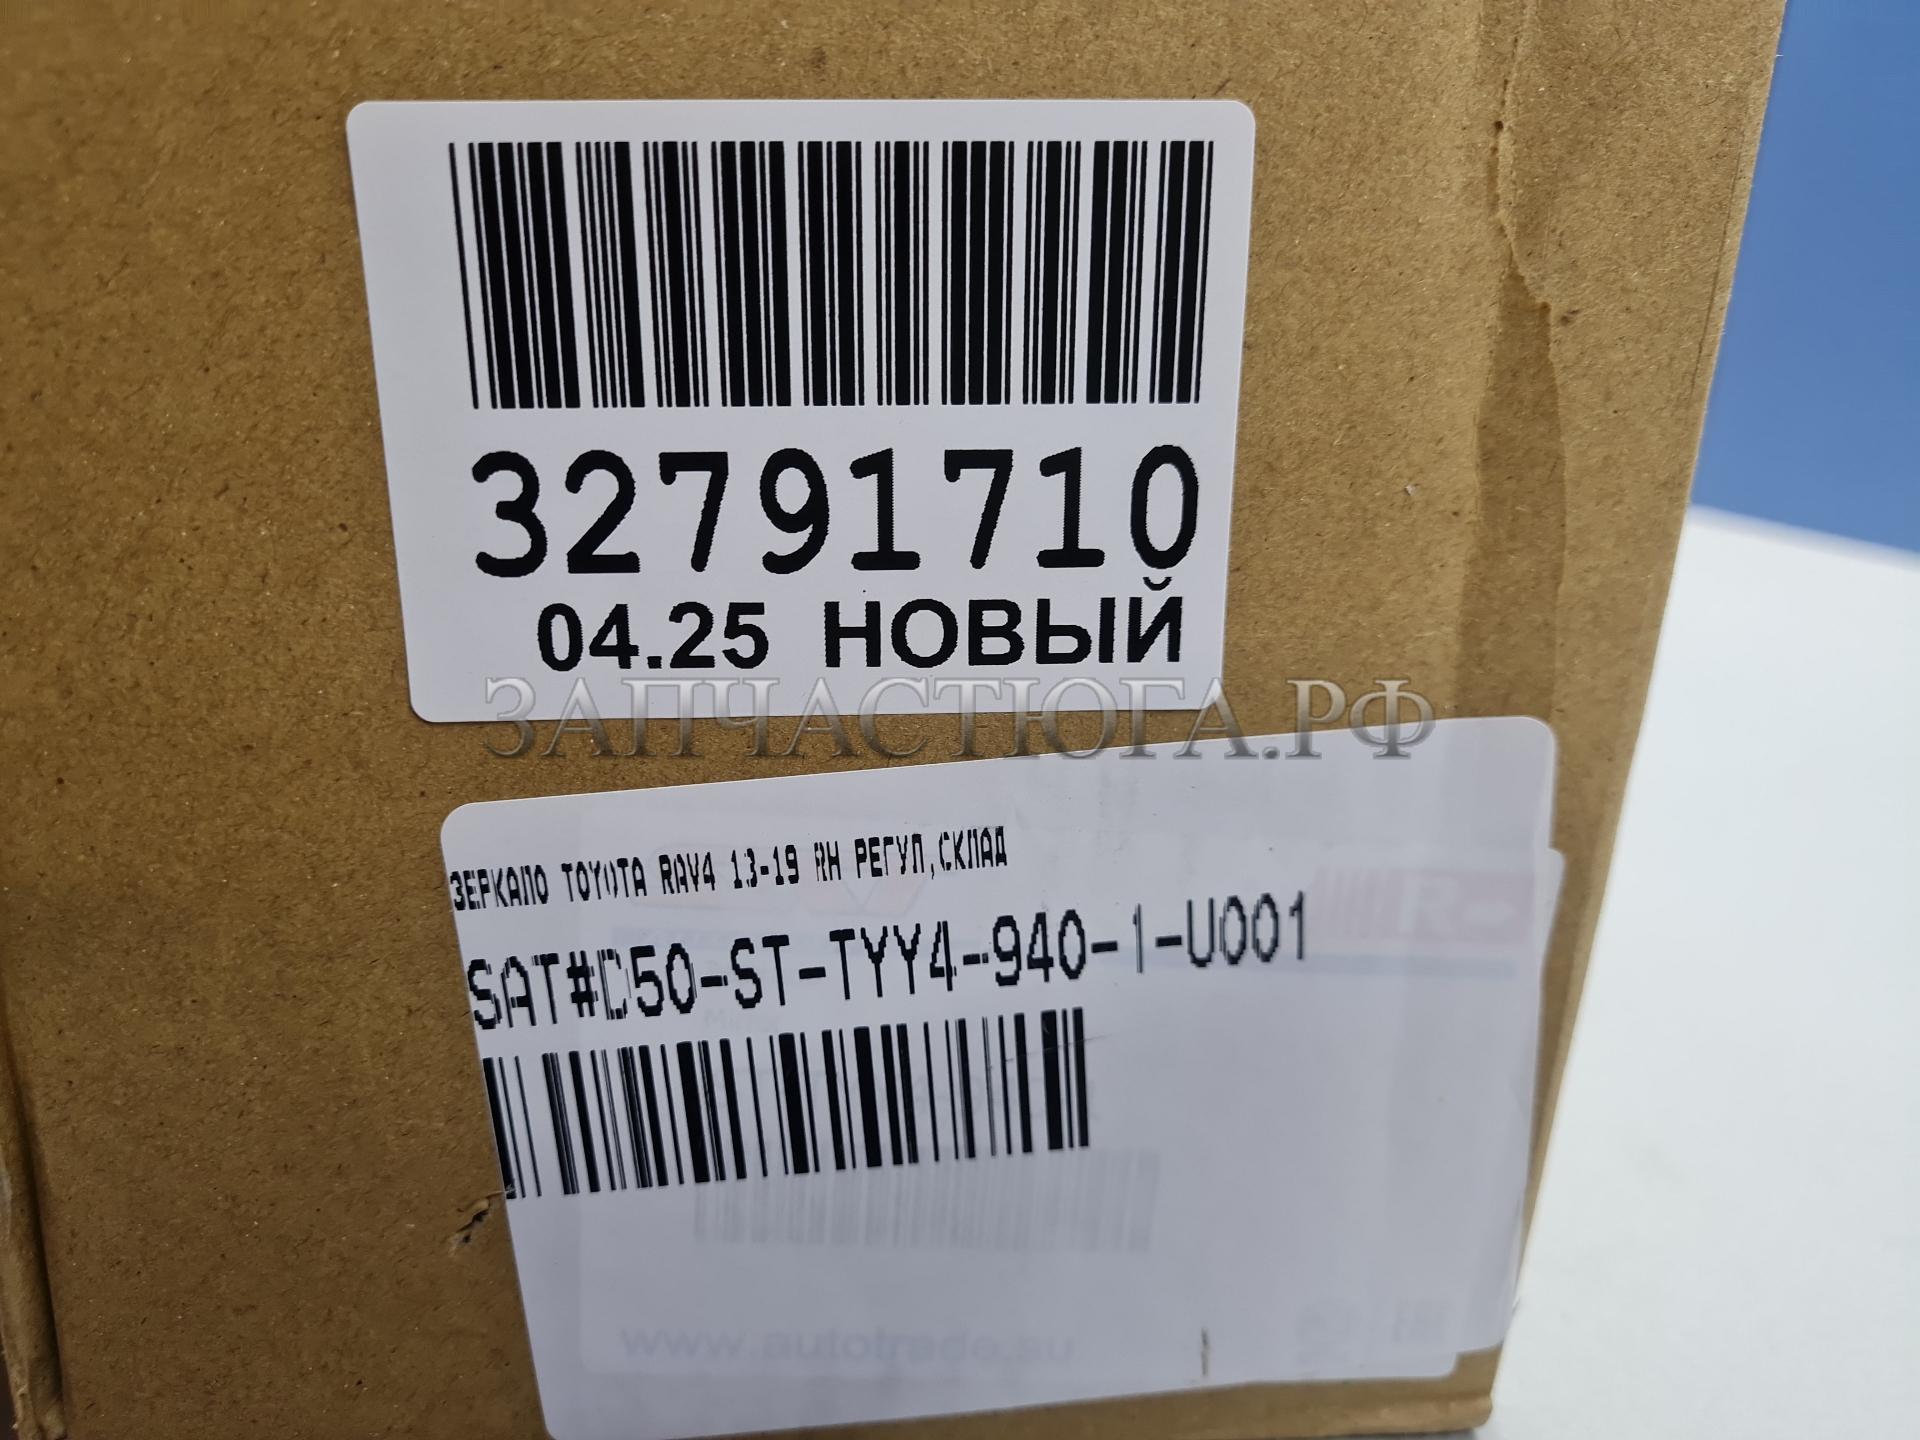 32791710
04.25 НОВЫЙ
ЗАПЧАСТЮГА.РФ
ЗЕРКАЛО TOYOTA RAV4 13-19 RH РЕГУЛ,СКЛАД
SAT#D50-ST-TYY4-940-1-U001
www.autotrade.su